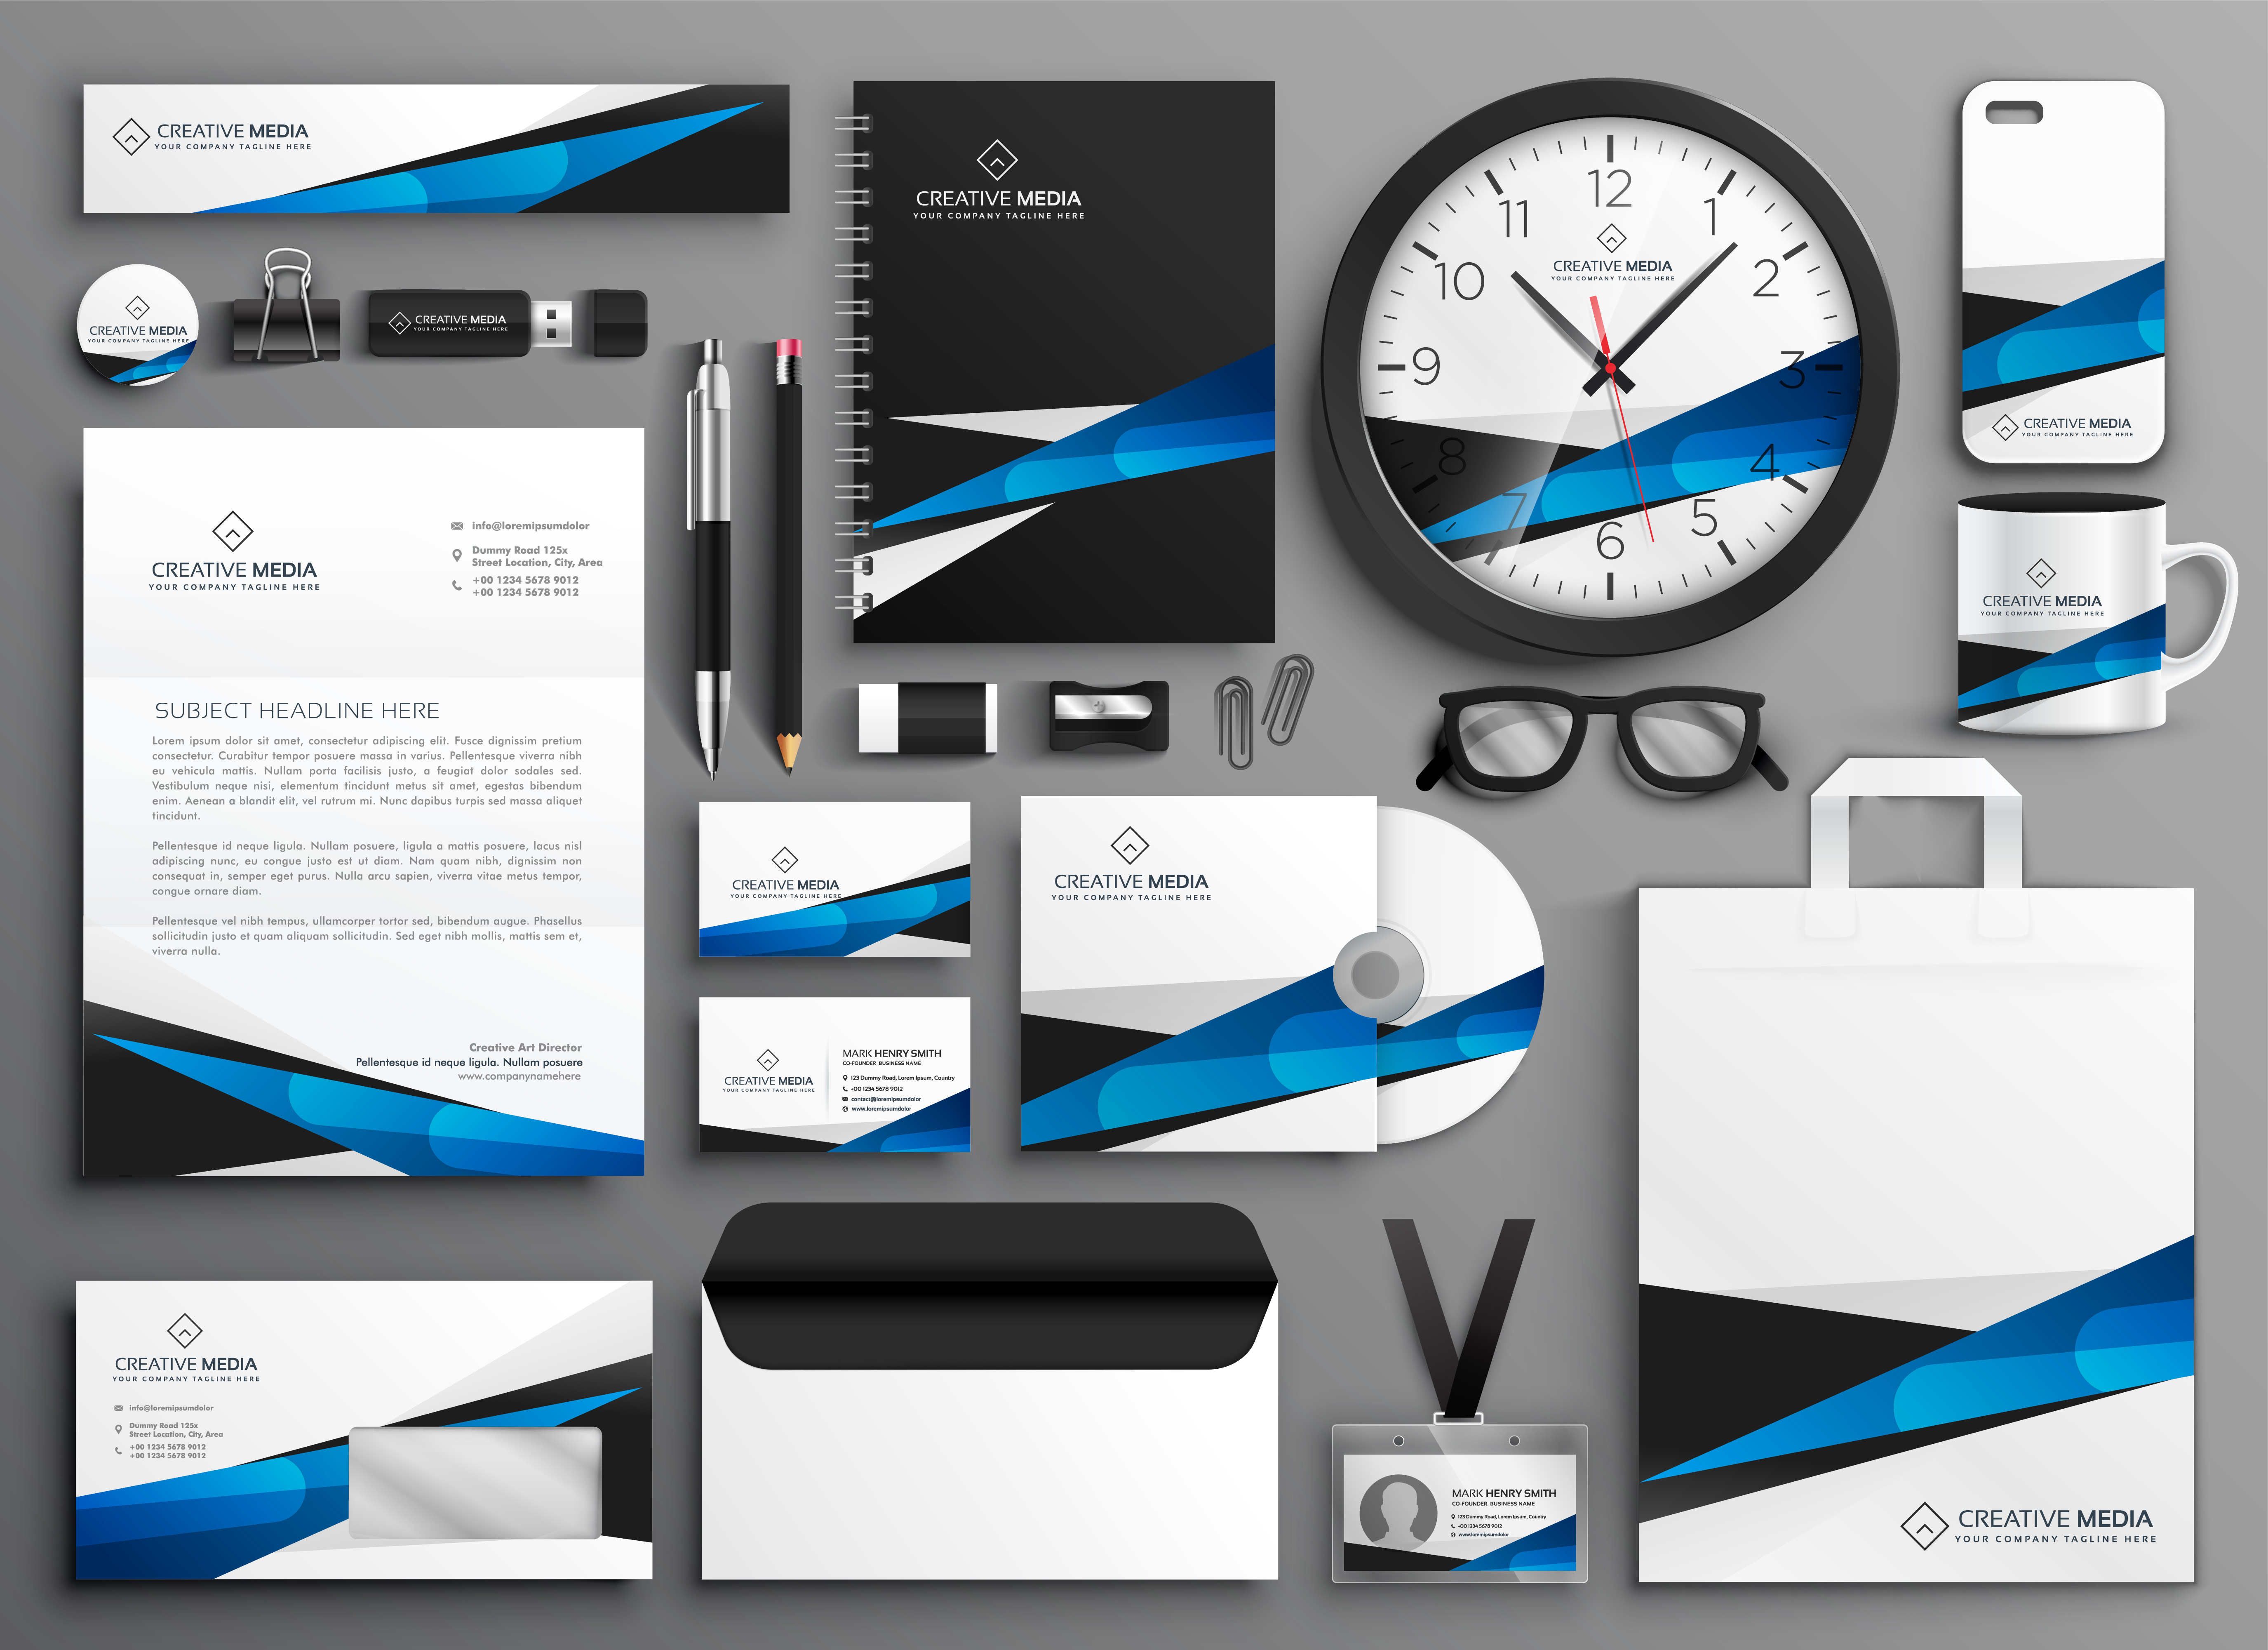 CREATIVE MEDIA
YOUR COMPANY TAGLINE HERE
CREATIVE MEDIA
YOUR COMPANY TAGLINE HERE
CREATIVE MEDIA
YOUR COMPANY TAGLINE HERE
CREATIVE MEDIA
YOUR COMPANY TAGLINE HERE
12
1
2
3
4
5
6
7
8
9
10
11
CREATIVE MEDIA
YOUR COMPANY TAGLINE HERE
CREATIVE MEDIA
YOUR COMPANY TAGLINE HERE
CREATIVE MEDIA
YOUR COMPANY TAGLINE HERE
CREATIVE MEDIA
YOUR COMPANY TAGLINE HERE
info@loremipsumdolor
Dummy Road 125x
Street Location, City, Area
+00 1234 5678 9012
+00 1234 5678 9012
SUBJECT HEADLINE HERE
Lorem ipsum dolor sit amet, consectetur adipiscing elit. Fusce dignissim pretium
consectetur. Curabitur tempor posuere massa in varius. Pellentesque viverra nibh
eu vehicula mattis. Nullam porta facilisis justo, a feugiat dolor sodales sed.
Vestibulum neque nisi, elementum tincidunt metus sit amet, egestas bibendum
enim. Aenean a blandit elit, vel rutrum mi. Nunc dapibus turpis sed massa aliquet
tincidunt.
Pellentesque id neque ligula. Nullam posuere, ligula a mattis posuere, lacus nisl
adipiscing nunc, eu congue justo est ut diam. Nam quam nibh, dignissim non
consequat in, semper eget purus. Nulla arcu sapien, viverra vitae metus tempor,
congue ornare diam.
Pellentesque vel nibh tempus, ullamcorper tortor sed, bibendum augue. Phasellus
sollicitudin justo et quam aliquam sollicitudin. Sed eget nibh mollis, mattis sem et,
viverra nulla.
Creative Art Director
Pellentesque id neque ligula. Nullam posuere
www.companynamehere
CREATIVE MEDIA
YOUR COMPANY TAGLINE HERE
CREATIVE MEDIA
YOUR COMPANY TAGLINE HERE
MARK HENRY SMITH
CO-FOUNDER BUSINESS NAME
123 Dummy Road, Lorem Ipsum, Country
+00 1234 5678 9012
contact@loremipsumdolor
www.loremipsumdolor
CREATIVE MEDIA
YOUR COMPANY TAGLINE HERE
CREATIVE MEDIA
YOUR COMPANY TAGLINE HERE
info@loremipsumdolor
Dummy Road 125x
Street Location, City, Area
+00 1234 5678 9012
+00 1234 5678 9012
MARK HENRY SMITH
CO-FOUNDER BUSINESS NAME
123 Dummy Road, Lorem Ipsum, Country
+00 1234 5678 9012
www.loremipsumdolor
CREATIVE MEDIA
YOUR COMPANY TAGLINE HERE